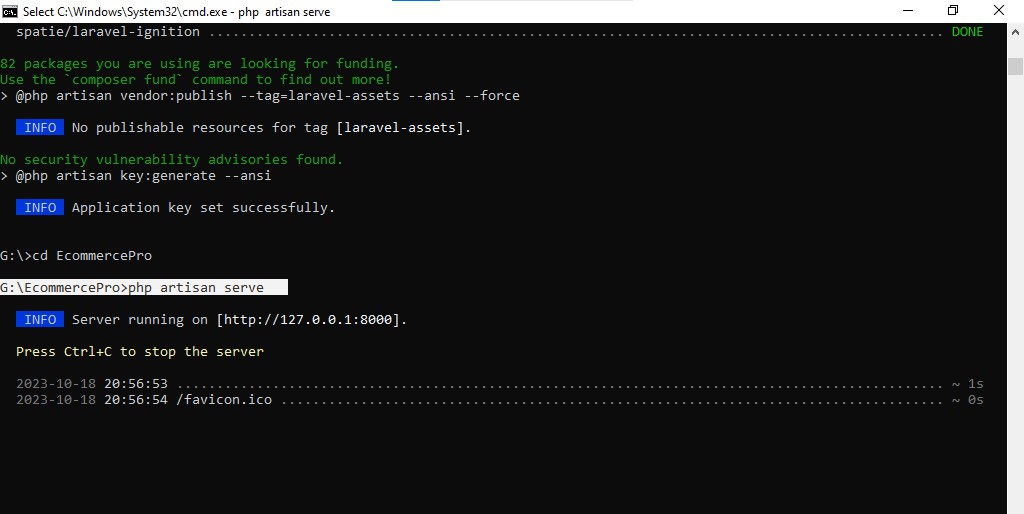 Select C:\Windows\System32\cmd.exe - php  artisan serve
spatie/laravel-ignition ............................................................................................ DONE
82 packages you are using are looking for funding.
Use the `composer fund` command to find out more!
> @php artisan vendor:publish --tag=laravel-assets --ansi --force
INFO  No publishable resources for tag [laravel-assets].
No security vulnerability advisories found.
> @php artisan key:generate --ansi
INFO  Application key set successfully.
G:\>cd EcommercePro
G:\EcommercePro>php artisan serve
INFO  Server running on [http://127.0.0.1:8000].
Press Ctrl+C to stop the server
2023-10-18 20:56:53 ................................................................................................ ~ 1s
2023-10-18 20:56:54 /favicon.ico ................................................................................... ~ 0s